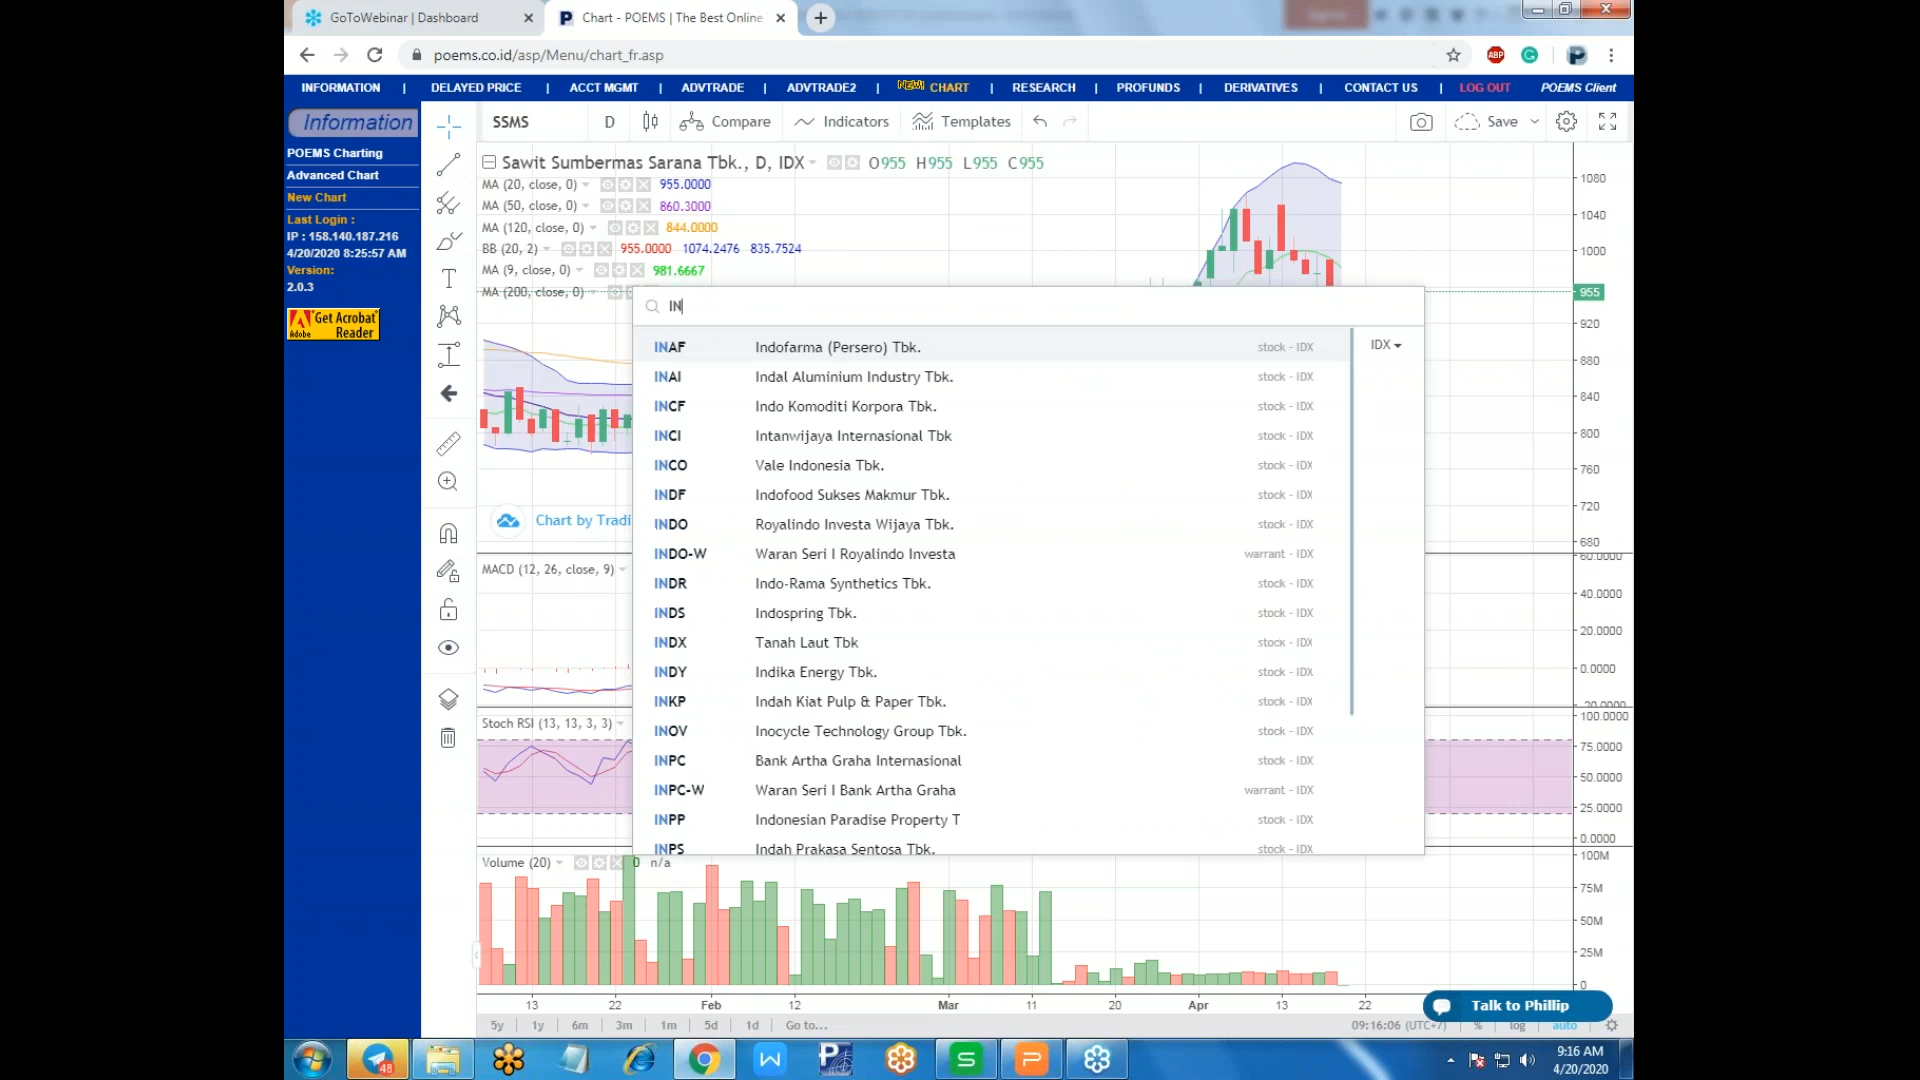 GoToWebinar | Dashboard
Chart - POEMS | The Best Online
poems.co.id/asp/Menu/chart_fr.asp
ABP
INFORMATION | DELAYED PRICE | ACCT MGMT | ADVTRADE | ADVTRADE2 | NEW! CHART | RESEARCH | PROFUNDS | DERIVATIVES | CONTACT US | LOG OUT POEMS Client
Information
POEMS Charting
Advanced Chart
New Chart
Last Login :
IP : 158.140.187.216
4/20/2020 8:25:57 AM
Version:
2.0.3
Get Acrobat
Adobe Reader
SSMS D Compare Indicators Templates Save
Sawit Sumbermas Sarana Tbk., D, IDX O955 H955 L955 C955
MA (20, close, 0) 955.0000
MA (50, close, 0) 860.3000
MA (120, close, 0) 844.0000
BB (20, 2) 955.0000 1074.2476 835.7524
MA (9, close, 0) 981.6667
MA (200, close, 0)
IN
IDX
INAF Indofarma (Persero) Tbk. stock - IDX
INAI Indal Aluminium Industry Tbk. stock - IDX
INCF Indo Komoditi Korpora Tbk. stock - IDX
INCI Intanwijaya Internasional Tbk stock - IDX
INCO Vale Indonesia Tbk. stock - IDX
INDF Indofood Sukses Makmur Tbk. stock - IDX
INDO Royalindo Investa Wijaya Tbk. stock - IDX
INDO-W Waran Seri I Royalindo Investa warrant - IDX
INDR Indo-Rama Synthetics Tbk. stock - IDX
INDS Indospring Tbk. stock - IDX
INDX Tanah Laut Tbk stock - IDX
INDY Indika Energy Tbk. stock - IDX
INKP Indah Kiat Pulp & Paper Tbk. stock - IDX
INOV Inocycle Technology Group Tbk. stock - IDX
INPC Bank Artha Graha Internasional stock - IDX
INPC-W Waran Seri I Bank Artha Graha warrant - IDX
INPP Indonesian Paradise Property T stock - IDX
INPS Indah Prakasa Sentosa Tbk. stock - IDX
1080
1040
1000
955
920
880
840
800
760
720
680
Chart by Tradi
MACD (12, 26, close, 9)
60.0000
40.0000
20.0000
0.0000
-20.0000
Stoch RSI (13, 13, 3, 3)
100.0000
75.0000
50.0000
25.0000
0.0000
Volume (20) 0 n/a
100M
75M
50M
25M
0
13 22 Feb 12 Mar 11 20 Apr 13 22
Talk to Phillip
5y 1y 6m 3m 1m 5d 1d Go to... 09:16:06 (UTC+7) % log auto
48
W
S
P
9:16 AM
4/20/2020